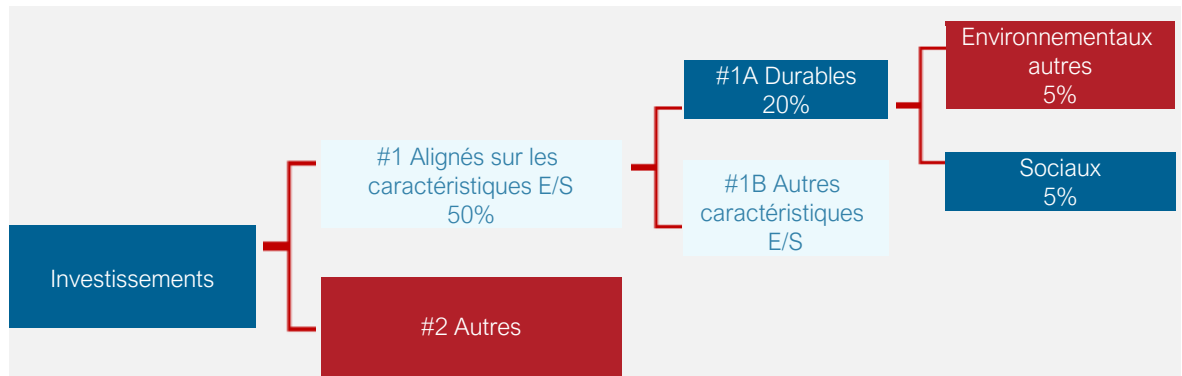 Investissements
#1 Alignés sur les
caractéristiques E/S
50%
#2 Autres
#1A Durables
20%
#1B Autres
caractéristiques
E/S
Environnementaux
autres
5%
Sociaux
5%